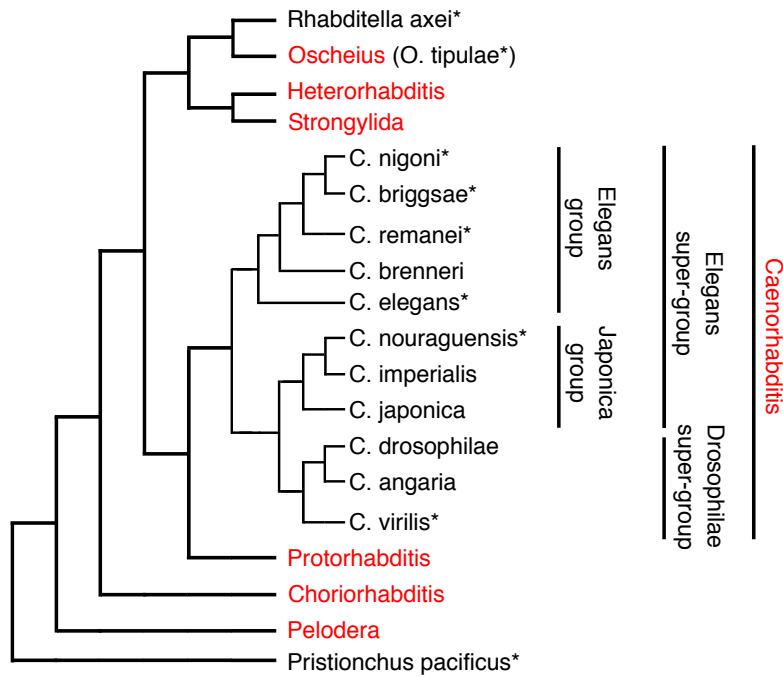 Rhabditella axei*
Oscheius (O. tipulae*)
Heterorhabditis
Strongylida
C. nigoni*
C. briggsae*
C. remanei*
C. brenneri
C. elegans*
C. nouraguensis*
C. imperialis
C. japonica
C. drosophilae
C. angaria
C. virilis*
Protorhabditis
Choriorhabditis
Pelodera
Pristionchus pacificus*
Elegans
group
Japonica
group
Elegans
super-group
Drosophilae
super-group
Caenorhabditis